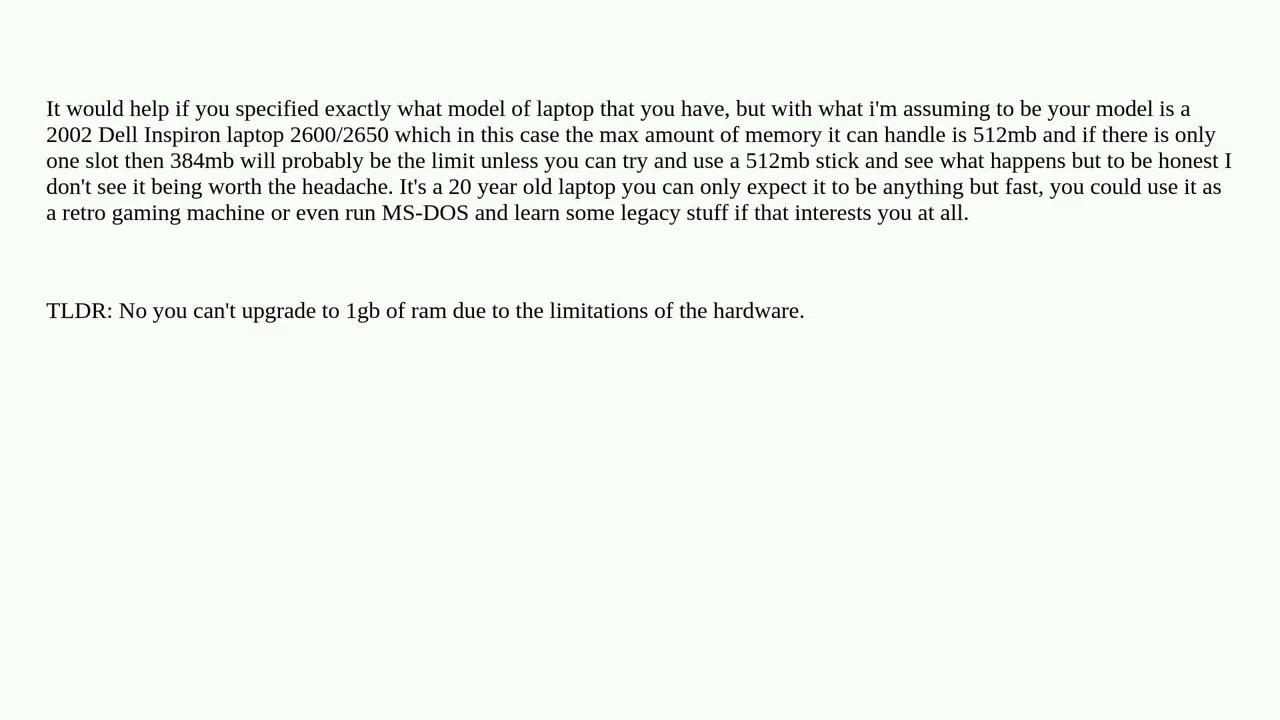 It would help if you specified exactly what model of laptop that you have, but with what i'm assuming to be your model is a
2002 Dell Inspiron laptop 2600/2650 which in this case the max amount of memory it can handle is 512mb and if there is only
one slot then 384mb will probably be the limit unless you can try and use a 512mb stick and see what happens but to be honest I
don't see it being worth the headache. It's a 20 year old laptop you can only expect it to be anything but fast, you could use it as
a retro gaming machine or even run MS-DOS and learn some legacy stuff if that interests you at all.
TLDR: No you can't upgrade to 1gb of ram due to the limitations of the hardware.